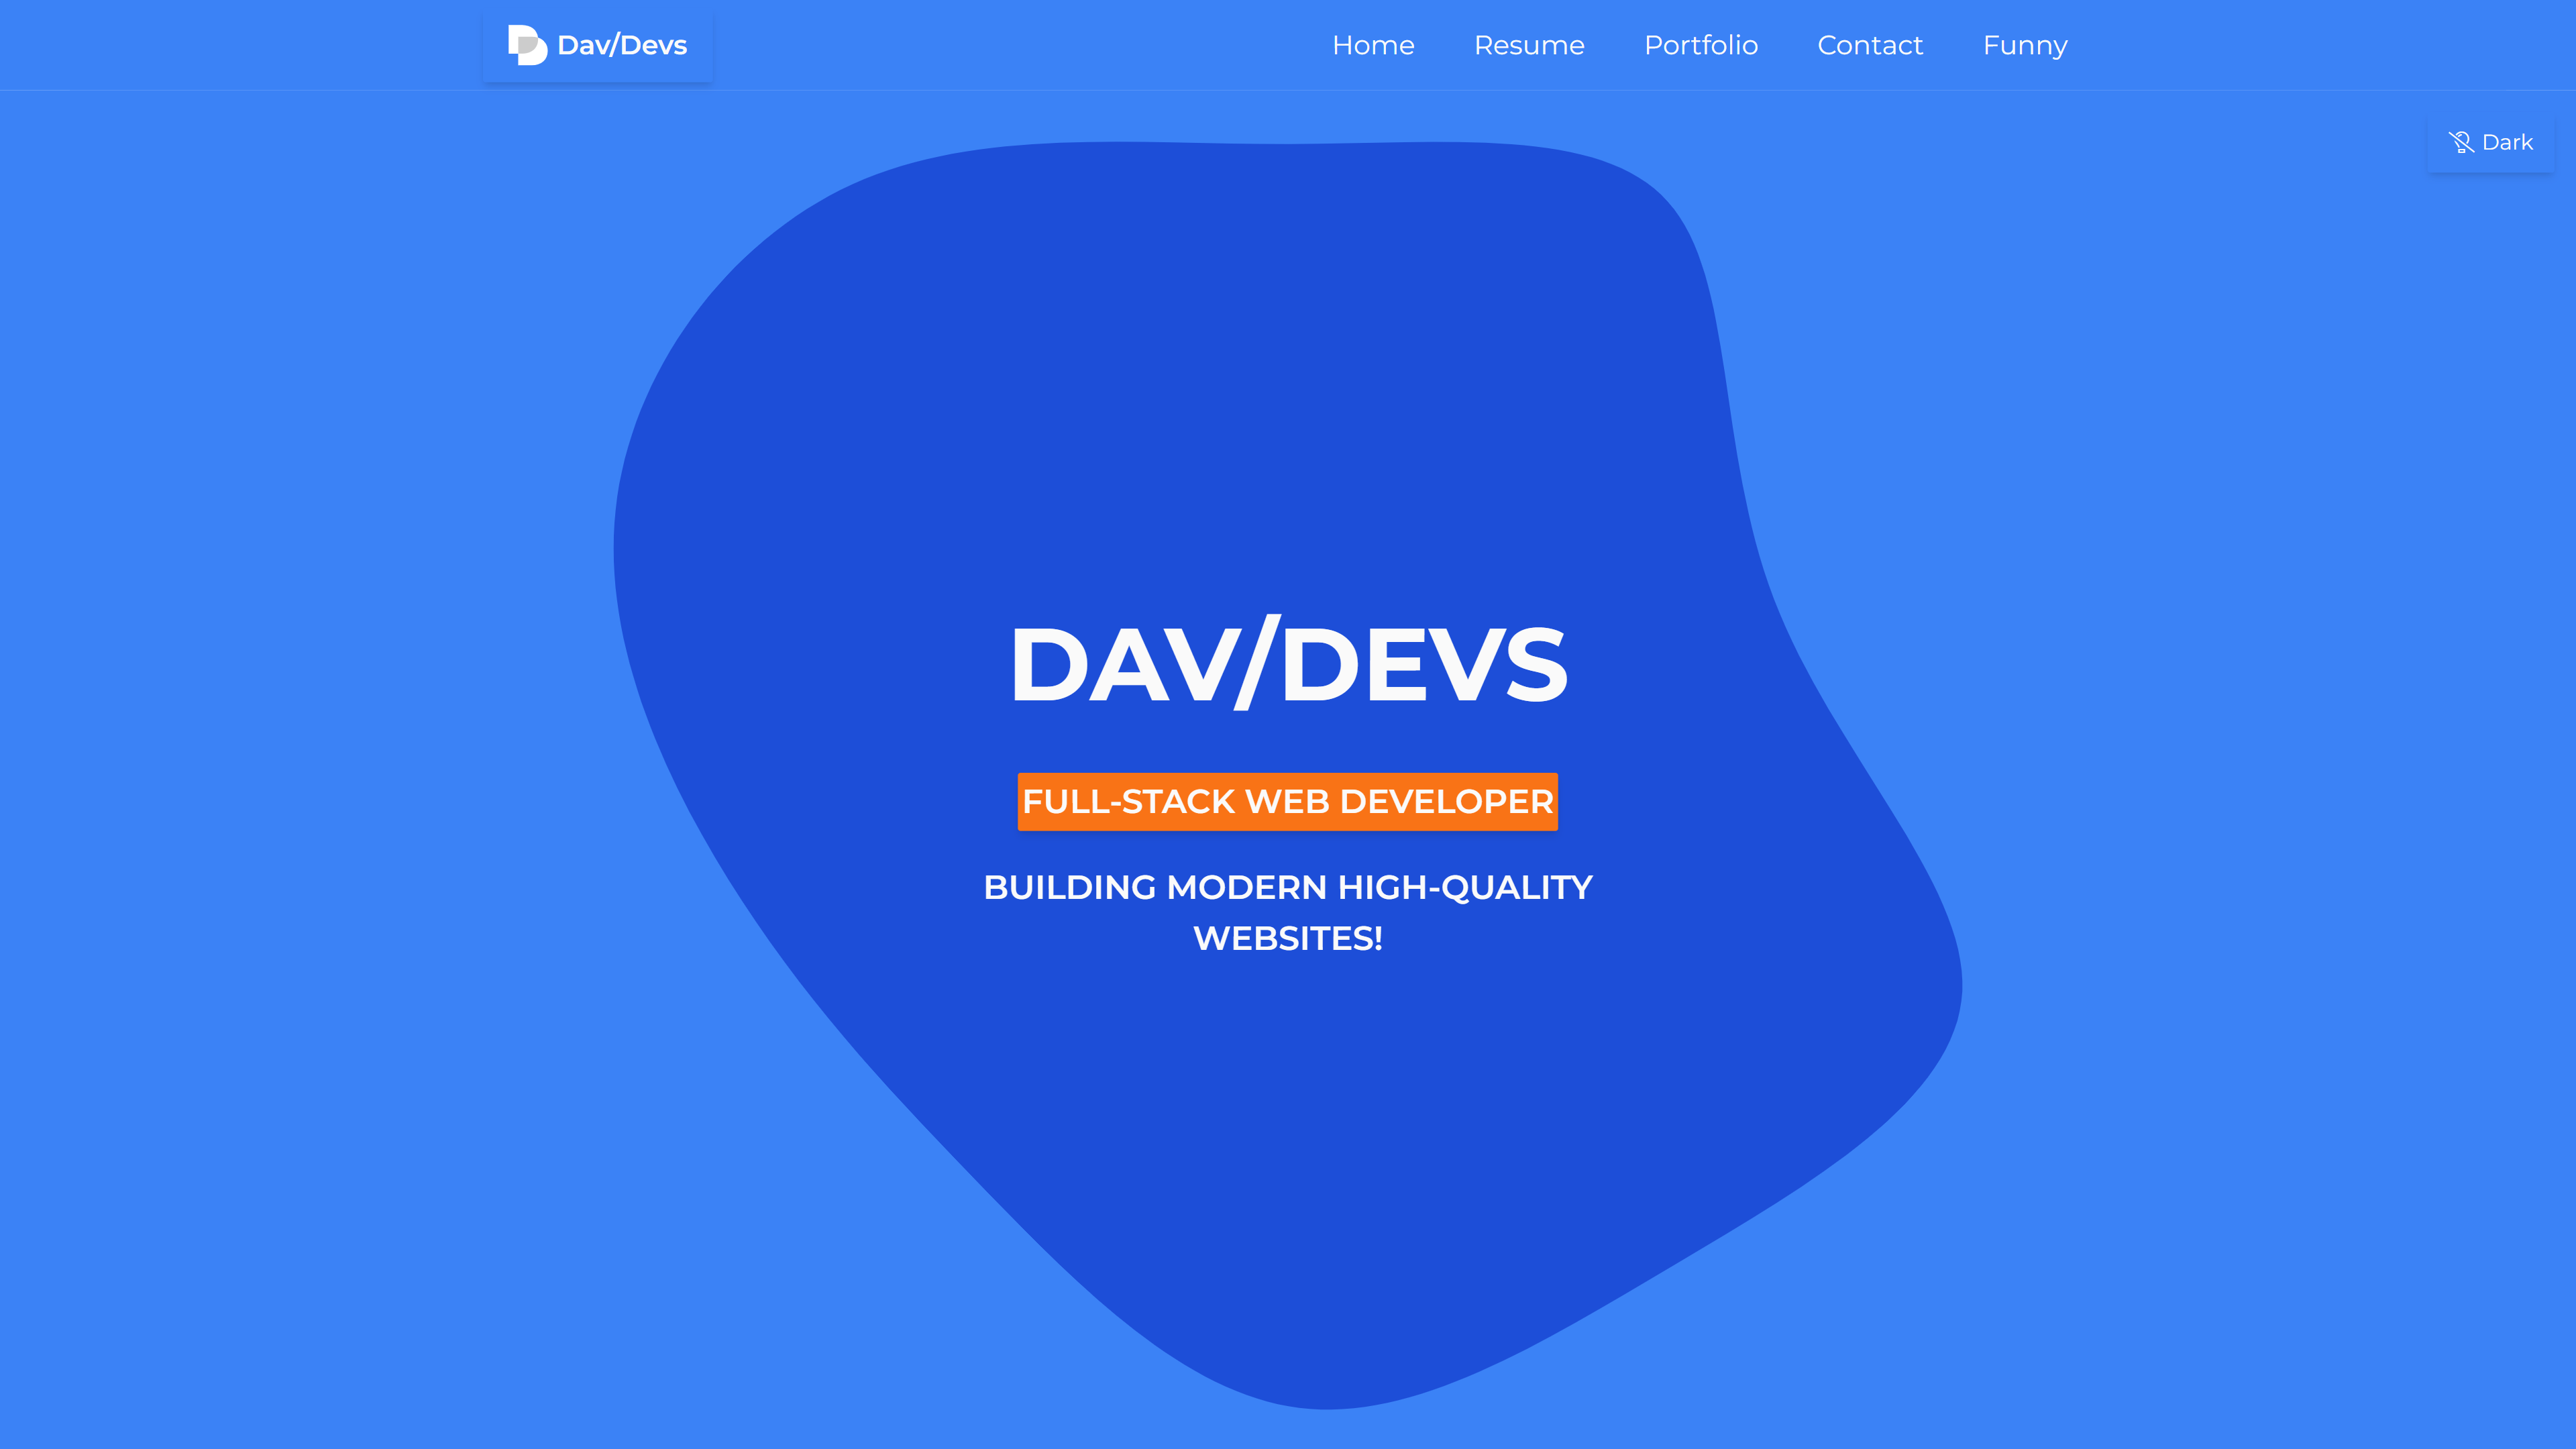 Dav/Devs
Home Resume Portfolio Contact Funny
Dark
DAV/DEVS
FULL-STACK WEB DEVELOPER
BUILDING MODERN HIGH-QUALITY
WEBSITES!